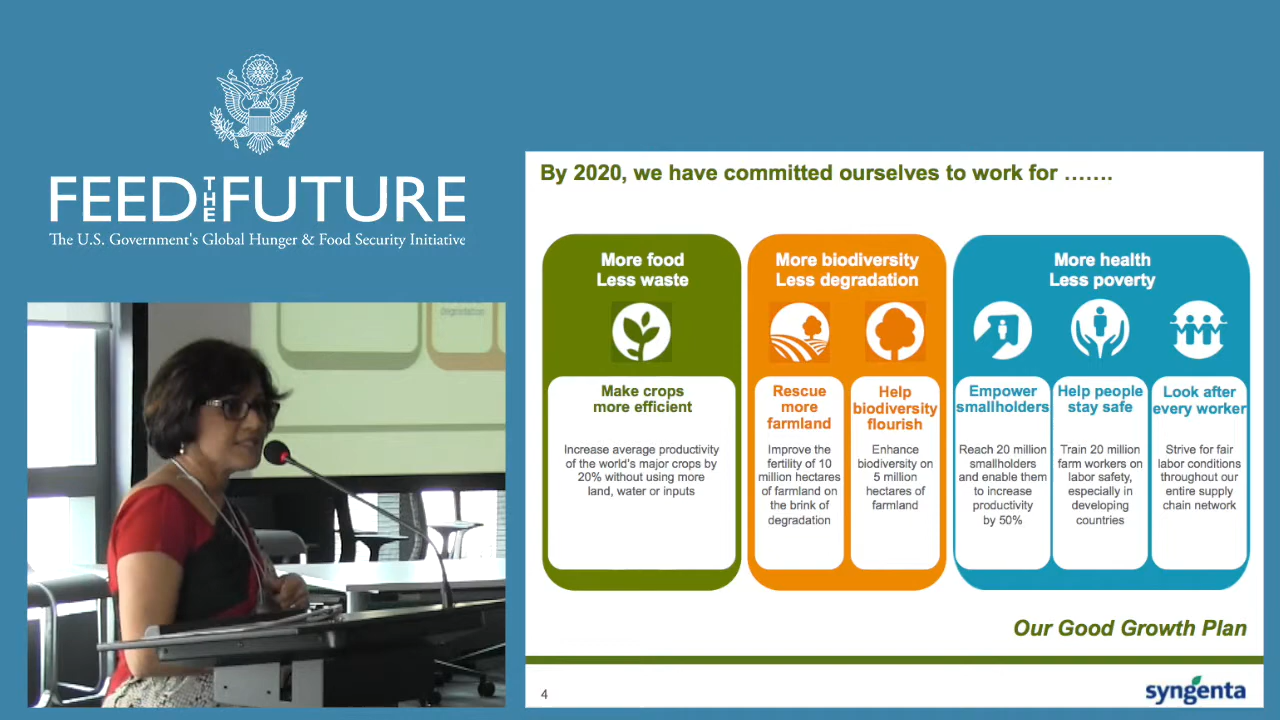 FEED THE FUTURE
The U.S. Government's Global Hunger & Food Security Initiative
By 2020, we have committed ourselves to work for …….
More food
Less waste
Make crops
more efficient
Increase average productivity
of the world's major crops by
20% without using more
land, water or inputs
More biodiversity
Less degradation
Rescue
more
farmland
Improve the
fertility of 10
million hectares
of farmland on
the brink of
degradation
Help
biodiversity
flourish
Enhance
biodiversity on
5 million
hectares of
farmland
More health
Less poverty
Empower
smallholders
Reach 20 million
smallholders
and enable them
to increase
productivity
by 50%
Help people
stay safe
Train 20 million
farm workers on
labor safety,
especially in
developing
countries
Look after
every worker
Strive for fair
labor conditions
throughout our
entire supply
chain network
Our Good Growth Plan
4
syngenta
degradation